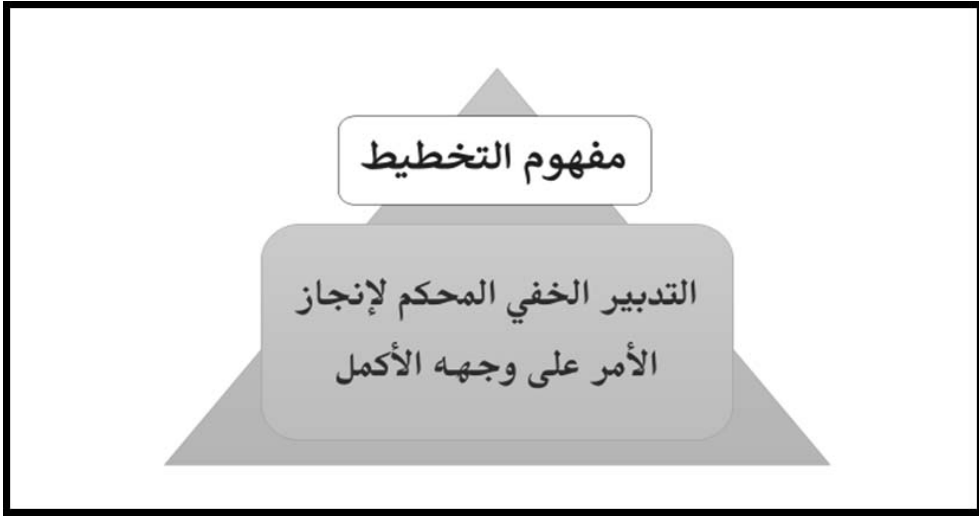 مفهوم التخطيط
التدبير الخفي المحكم لإنجاز
الأمر على وجهه الأكمل